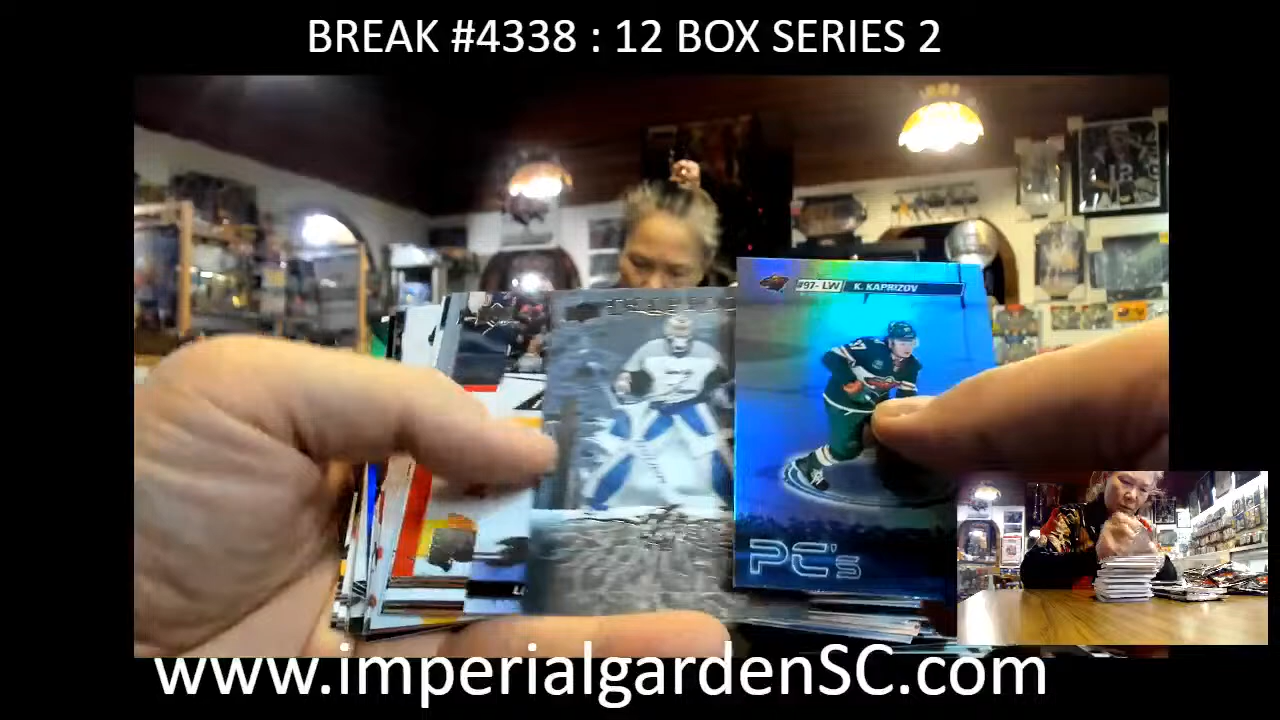 BREAK #4338 : 12 BOX SERIES 2
#97- LW K. KAPRIZOV
PC's
www.imperialgardenSC.com